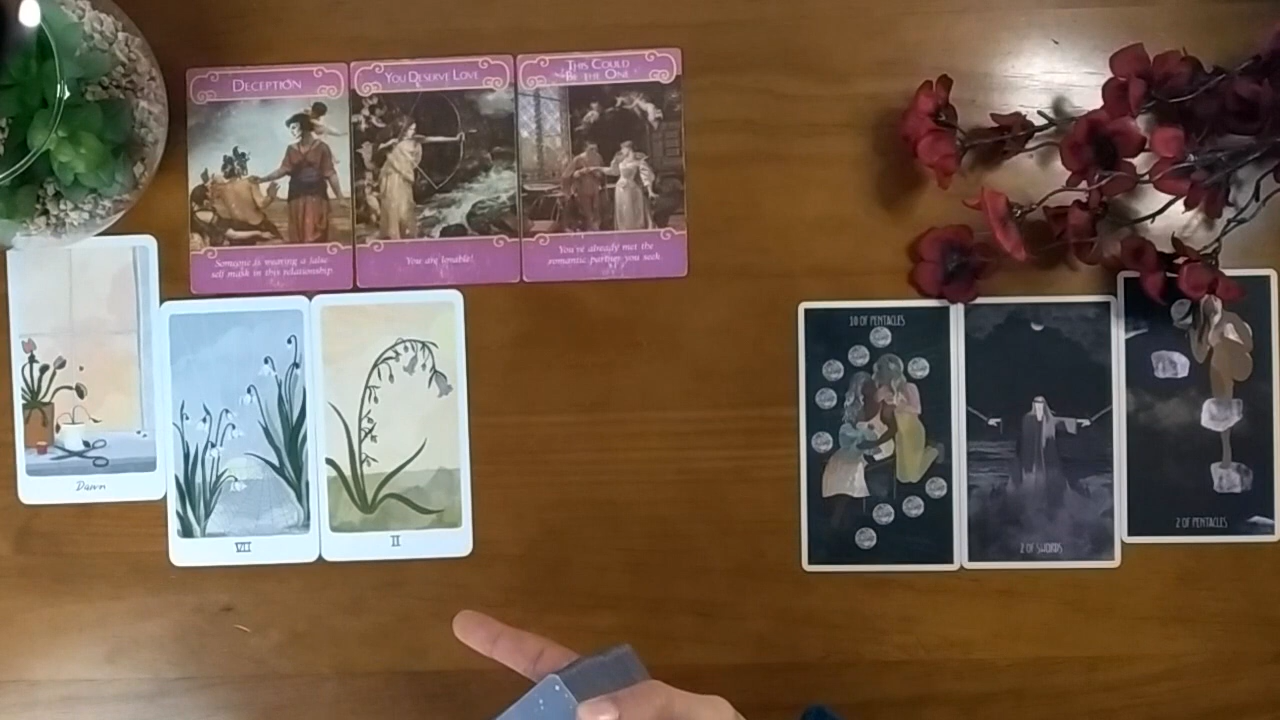 DECEPTION
Someone is wearing a false
self mask in this relationship.
YOU DESERVE LOVE
You are lovable!
THIS COULD
BE THE ONE
You've already met the
romantic partner you seek.
Dawn
VII
II
10 OF PENTACLES
2 OF SWORDS
2 OF PENTACLES